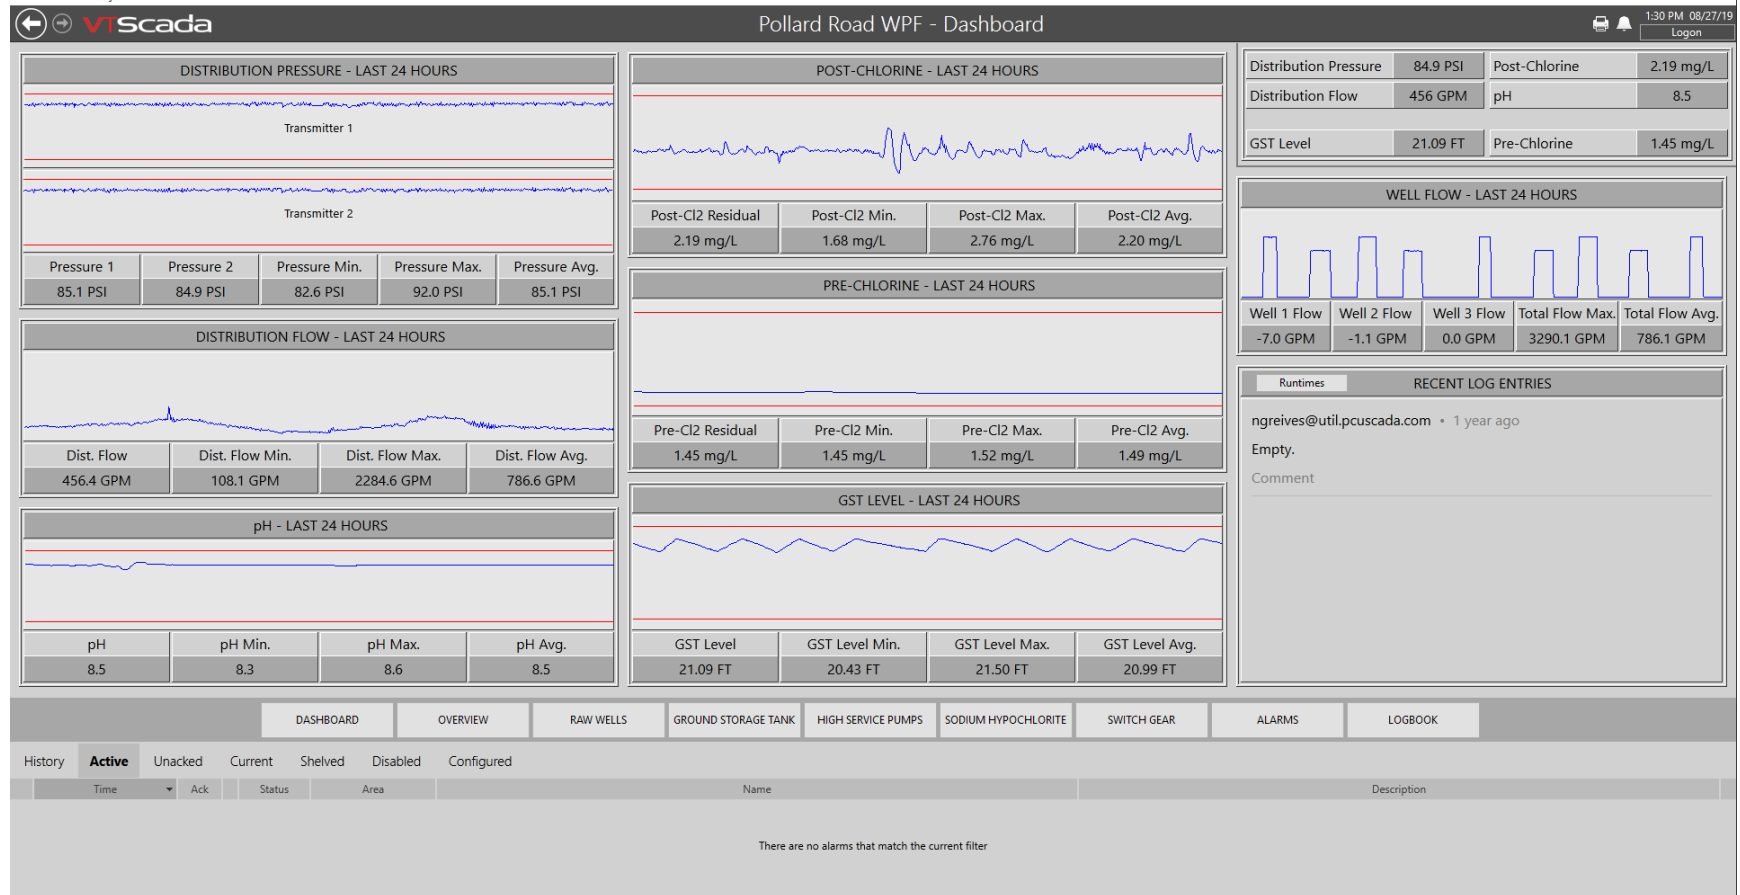 VTScada
Pollard Road WPF - Dashboard
1:30 PM 08/27/19
Logon
DISTRIBUTION PRESSURE - LAST 24 HOURS
Transmitter 1
Transmitter 2
Pressure 1 Pressure 2 Pressure Min. Pressure Max. Pressure Avg.
85.1 PSI 84.9 PSI 82.6 PSI 92.0 PSI 85.1 PSI
DISTRIBUTION FLOW - LAST 24 HOURS
Dist. Flow Dist. Flow Min. Dist. Flow Max. Dist. Flow Avg.
456.4 GPM 108.1 GPM 2284.6 GPM 786.6 GPM
pH - LAST 24 HOURS
pH pH Min. pH Max. pH Avg.
8.5 8.3 8.6 8.5
POST-CHLORINE - LAST 24 HOURS
Post-Cl2 Residual Post-Cl2 Min. Post-Cl2 Max. Post-Cl2 Avg.
2.19 mg/L 1.68 mg/L 2.76 mg/L 2.20 mg/L
PRE-CHLORINE - LAST 24 HOURS
Pre-Cl2 Residual Pre-Cl2 Min. Pre-Cl2 Max. Pre-Cl2 Avg.
1.45 mg/L 1.45 mg/L 1.52 mg/L 1.49 mg/L
GST LEVEL - LAST 24 HOURS
GST Level GST Level Min. GST Level Max. GST Level Avg.
21.09 FT 20.43 FT 21.50 FT 20.99 FT
Distribution Pressure 84.9 PSI Post-Chlorine 2.19 mg/L
Distribution Flow 456 GPM pH 8.5
GST Level 21.09 FT Pre-Chlorine 1.45 mg/L
WELL FLOW - LAST 24 HOURS
Well 1 Flow Well 2 Flow Well 3 Flow Total Flow Max. Total Flow Avg.
-7.0 GPM -1.1 GPM 0.0 GPM 3290.1 GPM 786.1 GPM
Runtimes RECENT LOG ENTRIES
ngreives@util.pcuscada.com • 1 year ago
Empty.
Comment
DASHBOARD OVERVIEW RAW WELLS GROUND STORAGE TANK HIGH SERVICE PUMPS SODIUM HYPOCHLORITE SWITCH GEAR ALARMS LOGBOOK
History Active Unacked Current Shelved Disabled Configured
Time Ack Status Area Name Description
There are no alarms that match the current filter